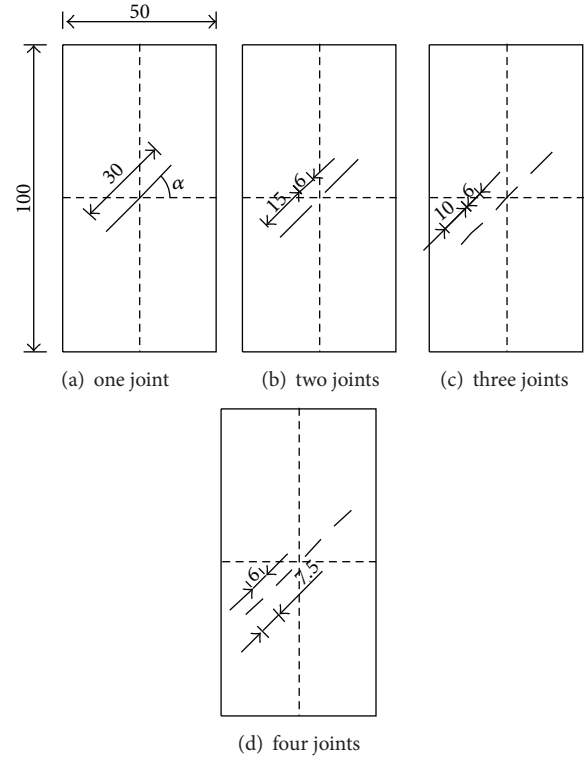 50
100
30
α
(a) one joint
15
6
(b) two joints
10
6
(c) three joints
6
7.5
(d) four joints